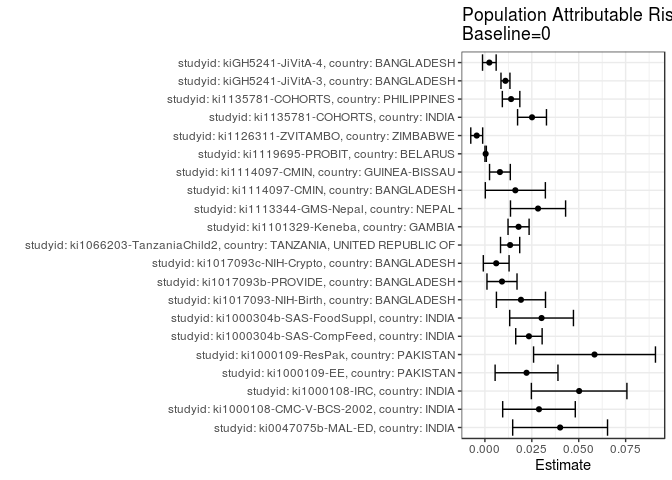 Population Attributable Ris
Baseline=0
studyid: kiGH5241-JiVitA-4, country: BANGLADESH
studyid: kiGH5241-JiVitA-3, country: BANGLADESH
studyid: ki1135781-COHORTS, country: PHILIPPINES
studyid: ki1135781-COHORTS, country: INDIA
studyid: ki1126311-ZVITAMBO, country: ZIMBABWE
studyid: ki1119695-PROBIT, country: BELARUS
studyid: ki1114097-CMIN, country: GUINEA-BISSAU
studyid: ki1114097-CMIN, country: BANGLADESH
studyid: ki1113344-GMS-Nepal, country: NEPAL
studyid: ki1101329-Keneba, country: GAMBIA
studyid: ki1066203-TanzaniaChild2, country: TANZANIA, UNITED REPUBLIC OF
studyid: ki1017093c-NIH-Crypto, country: BANGLADESH
studyid: ki1017093b-PROVIDE, country: BANGLADESH
studyid: ki1017093-NIH-Birth, country: BANGLADESH
studyid: ki1000304b-SAS-FoodSuppl, country: INDIA
studyid: ki1000304b-SAS-CompFeed, country: INDIA
studyid: ki1000109-ResPak, country: PAKISTAN
studyid: ki1000109-EE, country: PAKISTAN
studyid: ki1000108-IRC, country: INDIA
studyid: ki1000108-CMC-V-BCS-2002, country: INDIA
studyid: ki0047075b-MAL-ED, country: INDIA
0.000 0.025 0.050 0.075
Estimate